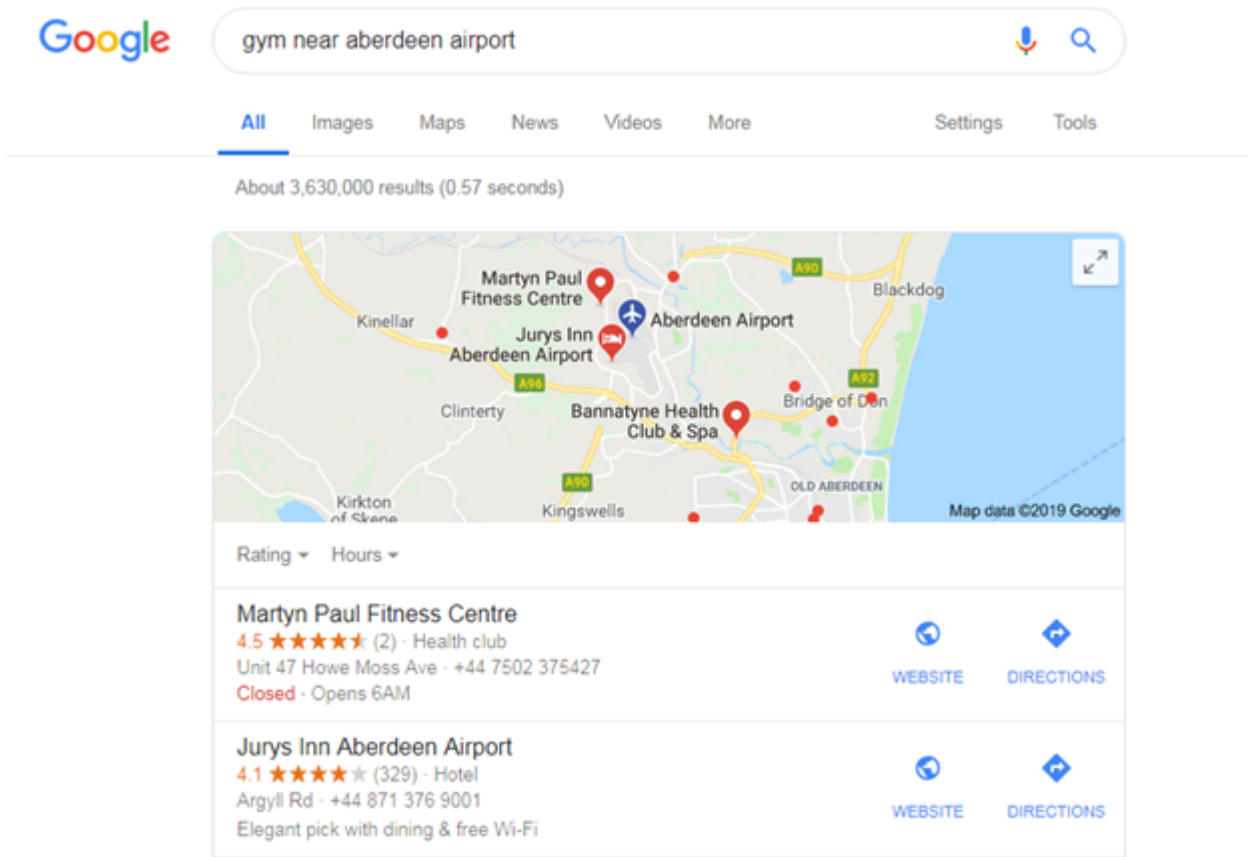 Google
gym near aberdeen airport
All Images Maps News Videos More Settings Tools
About 3,630,000 results (0.57 seconds)
Martyn Paul
Fitness Centre
A90
Blackdog
Kinellar
Aberdeen Airport
Jurys Inn
Aberdeen Airport
A96
A92
Clinterty
Bannatyne Health
Club & Spa
Bridge of Don
A90
OLD ABERDEEN
Kirkton
of Skene
Kingswells
Map data ©2019 Google
Rating Hours
Martyn Paul Fitness Centre
4.5 ★★★★★ (2) · Health club
Unit 47 Howe Moss Ave · +44 7502 375427
Closed · Opens 6AM
WEBSITE DIRECTIONS
Jurys Inn Aberdeen Airport
4.1 ★★★★★ (329) · Hotel
Argyll Rd · +44 871 376 9001
Elegant pick with dining & free Wi-Fi
WEBSITE DIRECTIONS